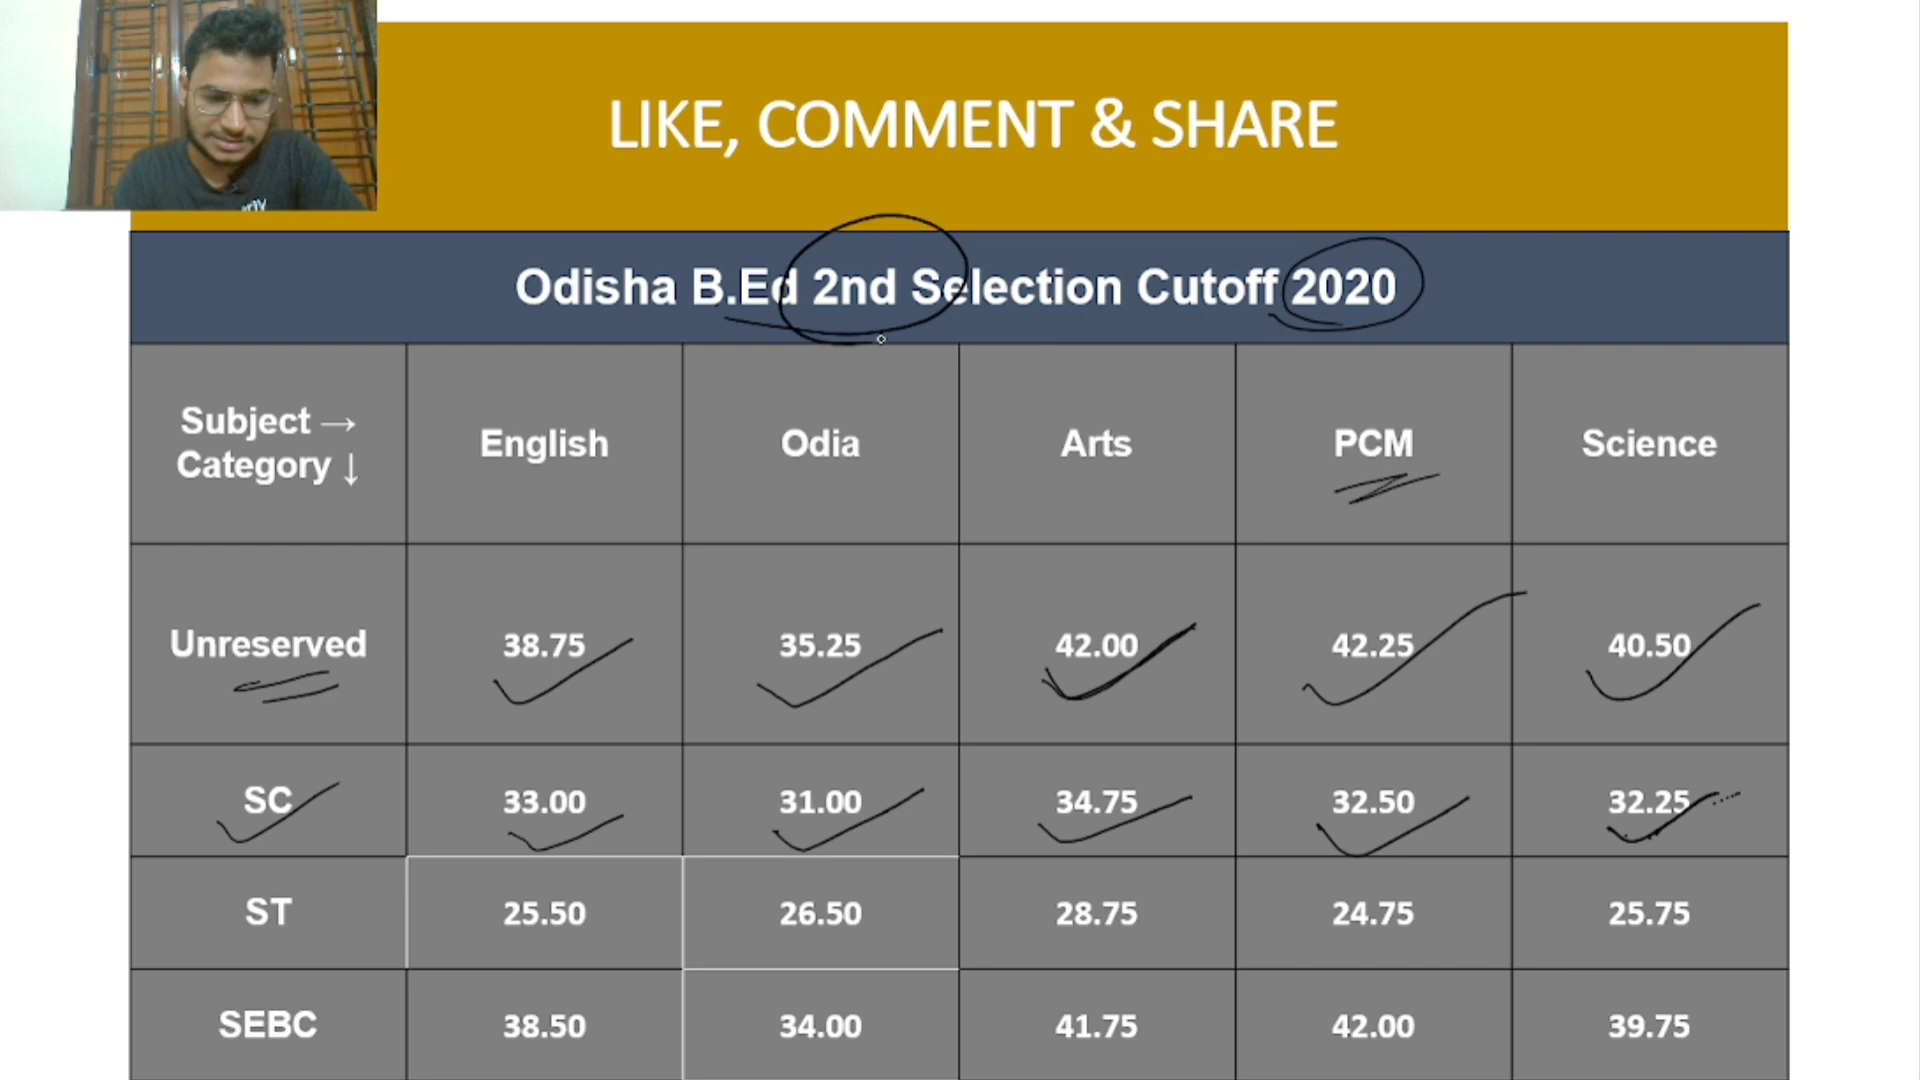 LIKE, COMMENT & SHARE
Odisha B.Ed 2nd Selection Cutoff 2020
Subject →
Category ↓
English
Odia
Arts
PCM
Science
Unreserved
38.75
35.25
42.00
42.25
40.50
SC
33.00
31.00
34.75
32.50
32.25
ST
25.50
26.50
28.75
24.75
25.75
SEBC
38.50
34.00
41.75
42.00
39.75